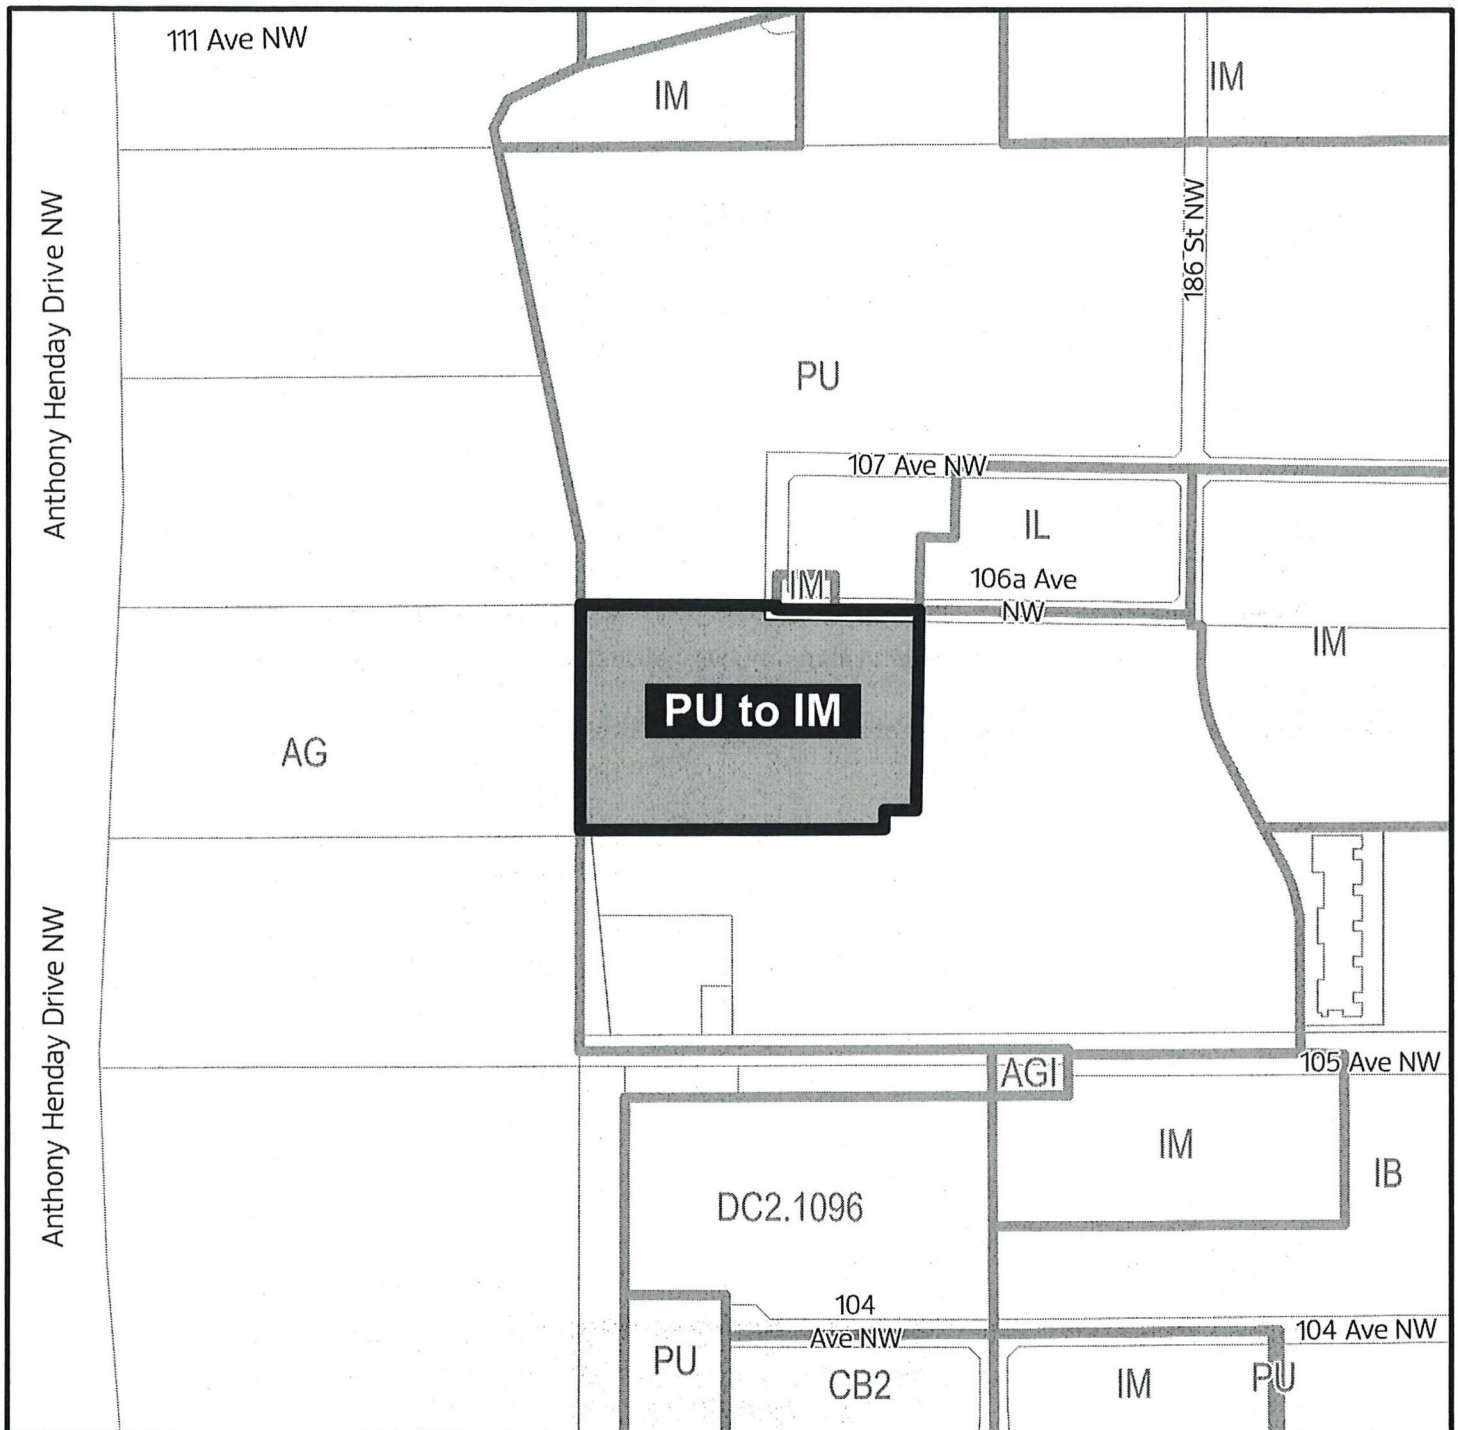 111 Ave NW
IM
IM
Anthony Henday Drive NW
186 St NW
PU
107 Ave NW
IL
IM
106a Ave
NW
IM
PU to IM
AG
Anthony Henday Drive NW
105 Ave NW
AGI
IM
IB
DC2.1096
104
Ave NW
104 Ave NW
PU
CB2
IM
PU